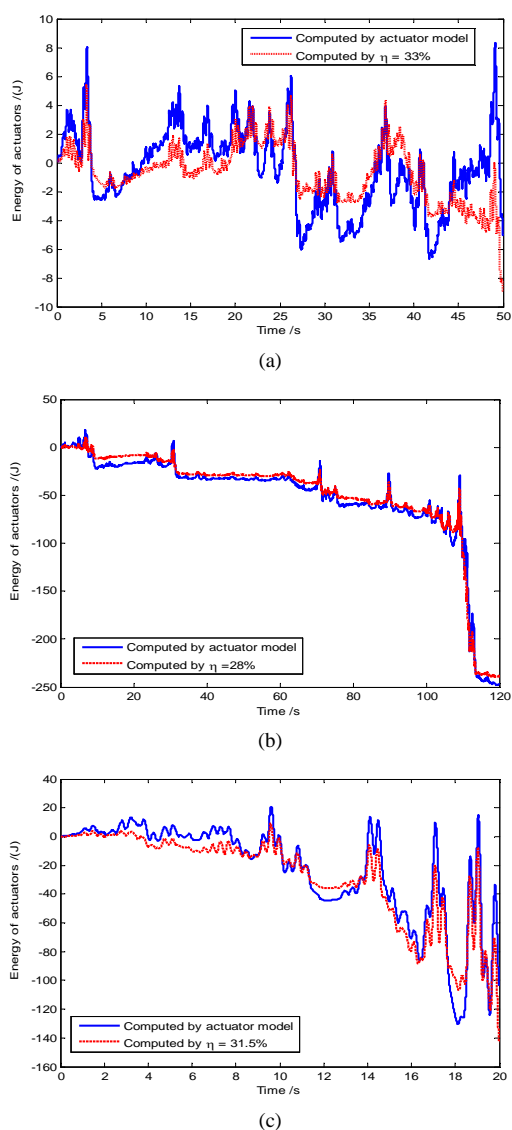 10
8
6
4
2
0
-2
-4
-6
-8
-10
Energy of actuators /(J)
Computed by actuator model
Computed by η = 33%
0 5 10 15 20 25 30 35 40 45 50
Time /s
(a)
50
0
-50
-100
-150
-200
-250
Energy of actuators /(J)
Computed by actuator model
Computed by η =28%
0 20 40 60 80 100 120
Time /s
(b)
40
20
0
-20
-40
-60
-80
-100
-120
-140
-160
Energy of actuators /(J)
Computed by actuator model
Computed by η = 31.5%
0 2 4 6 8 10 12 14 16 18 20
Time /s
(c)